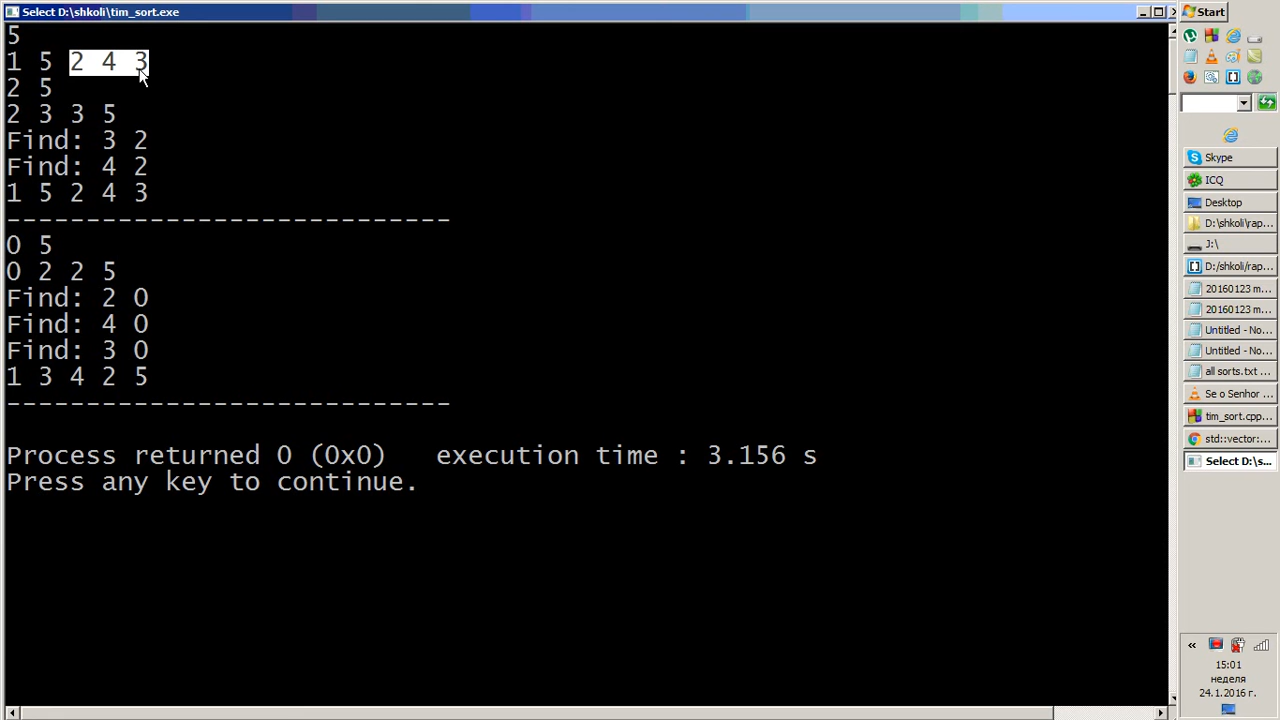 Select D:\shkoli\tim_sort.exe
5
1 5 2 4 3
2 5
2 3 3 5
Find: 3 2
Find: 4 2
1 5 2 4 3
----------------------------
0 5
0 2 2 5
Find: 2 0
Find: 4 0
Find: 3 0
1 3 4 2 5
----------------------------
Process returned 0 (0x0)   execution time : 3.156 s
Press any key to continue.
Start
Skype
ICQ
Desktop
D:\shkoli\rap...
J:\
D:/shkoli/rap...
20160123 m...
20160123 m...
Untitled - No...
Untitled - No...
all sorts.txt ...
Se o Senhor ...
tim_sort.cpp...
std::vector:...
Select D:\s...
15:01
неделя
24.1.2016 г.